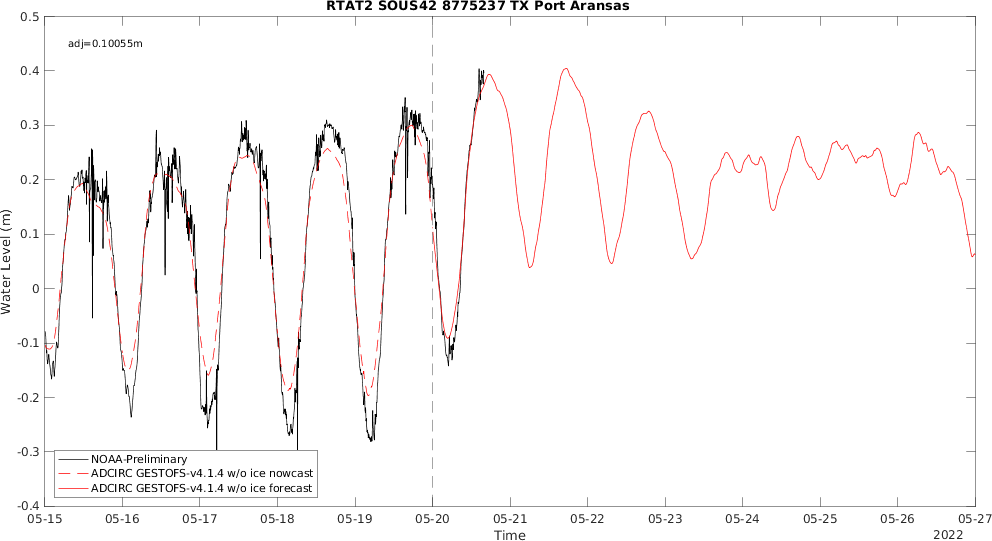 RTAT2 SOUS42 8775237 TX Port Aransas
0.5
adj=0.10055m
0.4
0.3
0.2
0.1
0
-0.1
-0.2
-0.3
-0.4
Water Level (m)
NOAA-Preliminary
ADCIRC GESTOFS-v4.1.4 w/o ice nowcast
ADCIRC GESTOFS-v4.1.4 w/o ice forecast
05-15 05-16 05-17 05-18 05-19 05-20 05-21 05-22 05-23 05-24 05-25 05-26 05-27
Time
2022